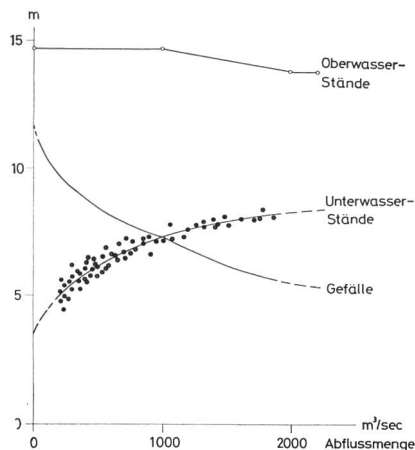 m
15
Oberwasser-
Stände
10
Unterwasser-
Stände
5
Gefälle
0
m³/sec
0
1000
2000
Abflussmenge